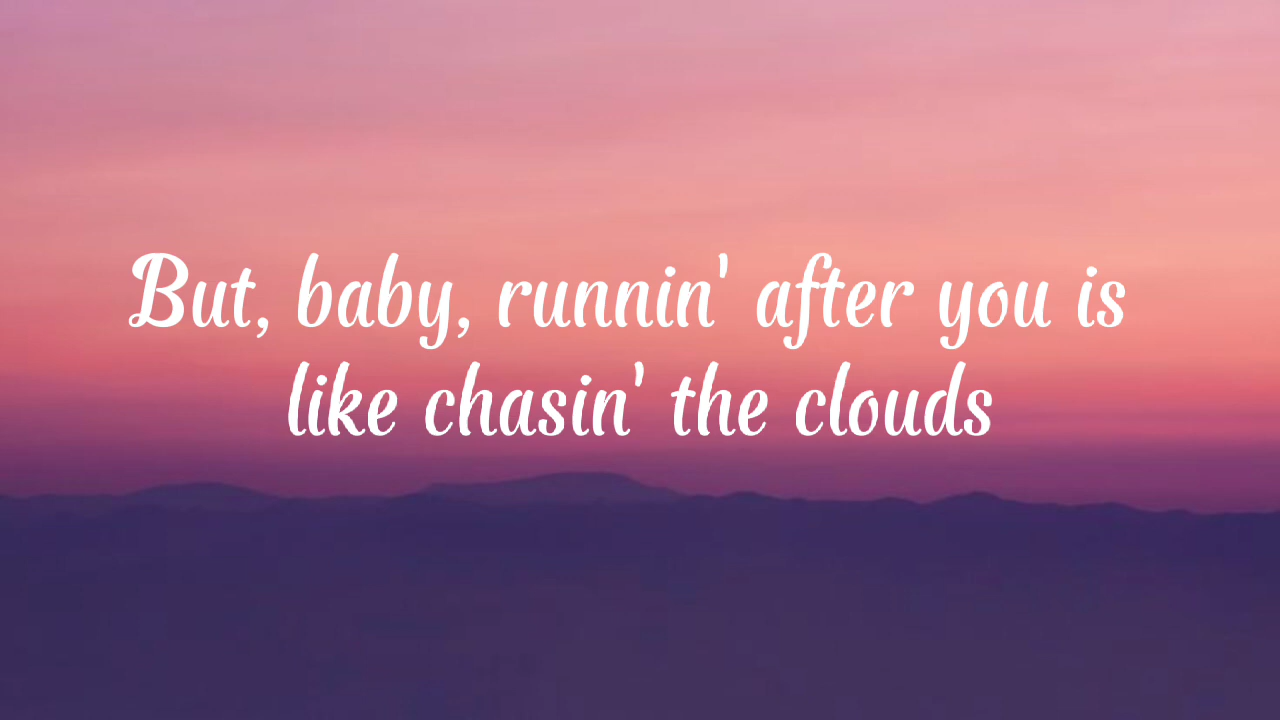 But, baby, runnin' after you is
like chasin' the clouds